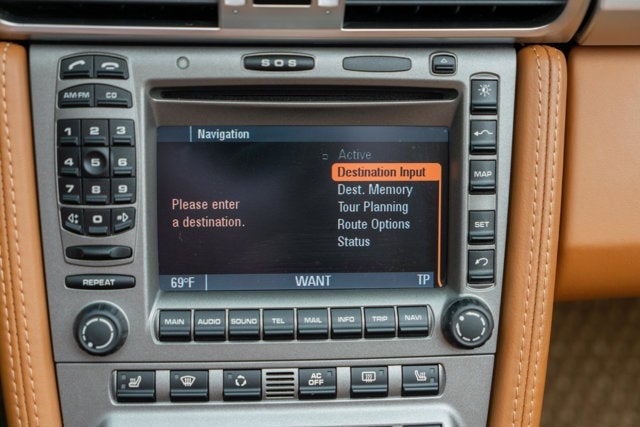 SOS
AM FM CD
1 2 3
4 5 6
7 8 9
0
REPEAT
Navigation
Active
Destination Input
Dest. Memory
Tour Planning
Route Options
Status
Please enter
a destination.
69°F WANT TP
MAP
SET
MAIN AUDIO SOUND TEL MAIL INFO TRIP NAVI
AC
OFF